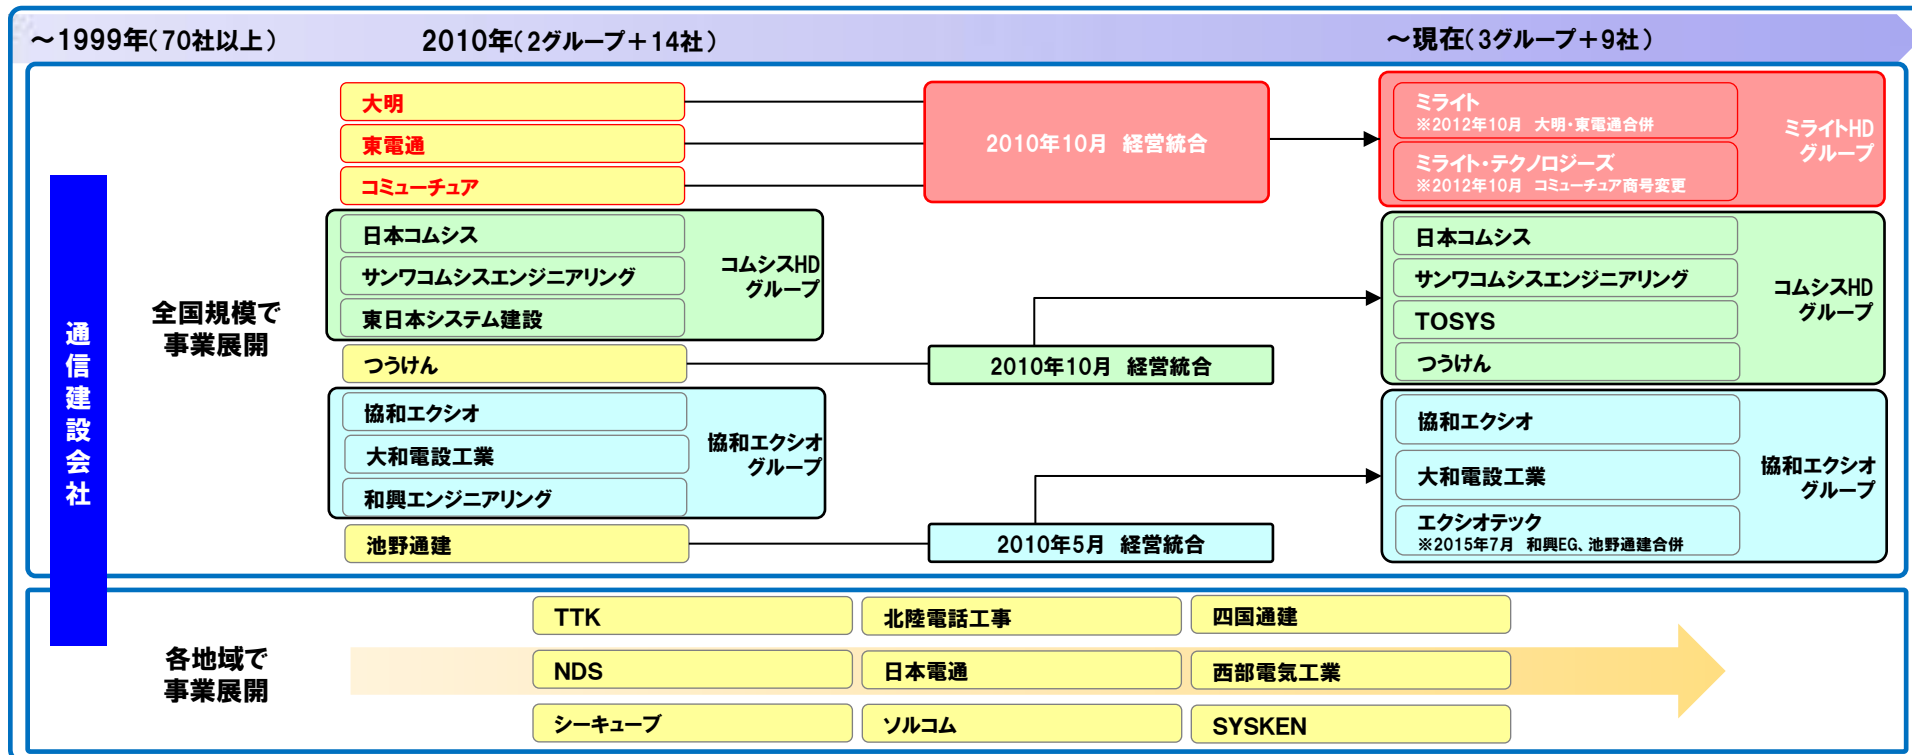 ～1999年（70社以上）
2010年（2グループ＋14社）
～現在（3グループ＋9社）
通信建設会社
全国規模で
事業展開
大明
東電通
コミューチュア
2010年10月 経営統合
ミライト
※2012年10月 大明・東電通合併
ミライト・テクノロジーズ
※2012年10月 コミューチュア商号変更
ミライトHD
グループ
日本コムシス
サンワコムシスエンジニアリング
東日本システム建設
コムシスHD
グループ
つうけん
2010年10月 経営統合
日本コムシス
サンワコムシスエンジニアリング
TOSYS
つうけん
コムシスHD
グループ
協和エクシオ
大和電設工業
和興エンジニアリング
協和エクシオ
グループ
池野通建
2010年5月 経営統合
協和エクシオ
大和電設工業
エクシオテック
※2015年7月 和興EG、池野通建合併
協和エクシオ
グループ
各地域で
事業展開
TTK
北陸電話工事
四国通建
NDS
日本電通
西部電気工業
シーキューブ
ソルコム
SYSKEN